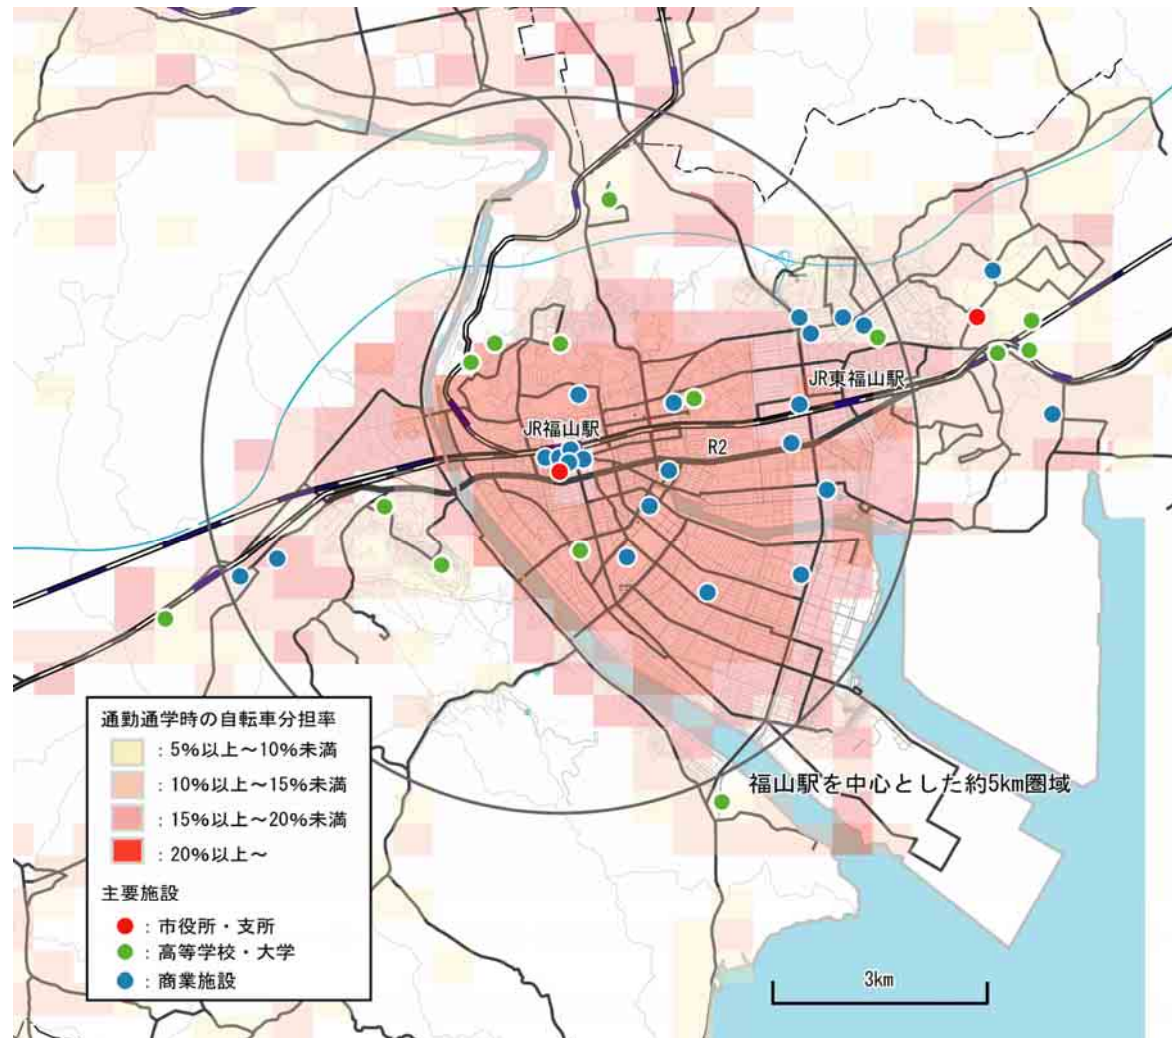 JR東福山駅
JR福山駅
R2
通勤通学時の自転車分担率
：5%以上～10%未満
：10%以上～15%未満
：15%以上～20%未満
：20%以上～
主要施設
：市役所・支所
：高等学校・大学
：商業施設
福山駅を中心とした約5km圏域
3km